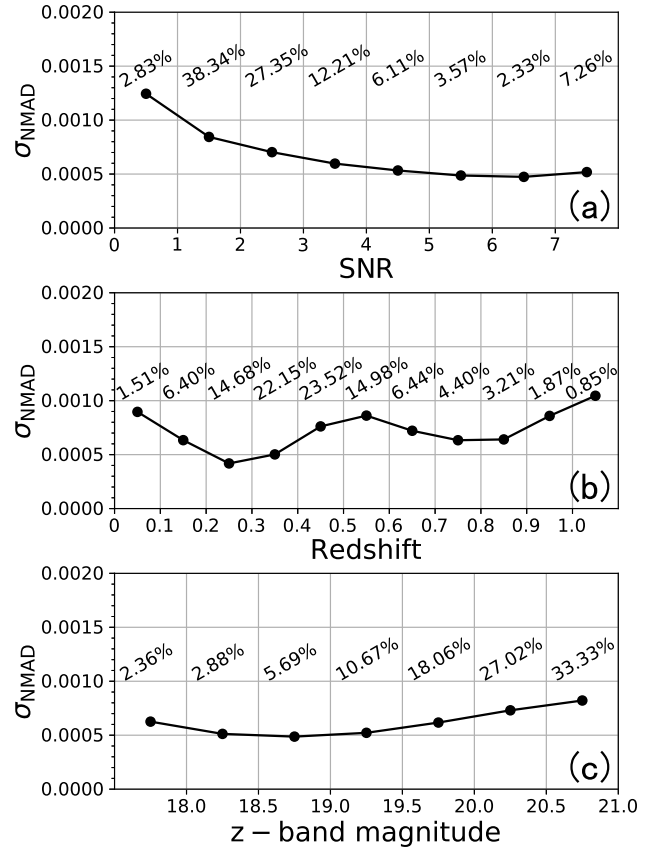 0.0020
0.0015
0.0010
0.0005
0.0000
σNMAD
2.83% 38.34% 27.35% 12.21% 6.11% 3.57% 2.33% 7.26%
(a)
0 1 2 3 4 5 6 7
SNR
0.0020
0.0015
0.0010
0.0005
0.0000
σNMAD
1.51% 6.40% 14.68% 22.15% 23.52% 14.98% 6.44% 4.40% 3.21% 1.87% 0.85%
(b)
0 0.1 0.2 0.3 0.4 0.5 0.6 0.7 0.8 0.9 1.0
Redshift
0.0020
0.0015
0.0010
0.0005
0.0000
σNMAD
2.36% 2.88% 5.69% 10.67% 18.06% 27.02% 33.33%
(c)
18.0 18.5 19.0 19.5 20.0 20.5 21.0
z − band magnitude